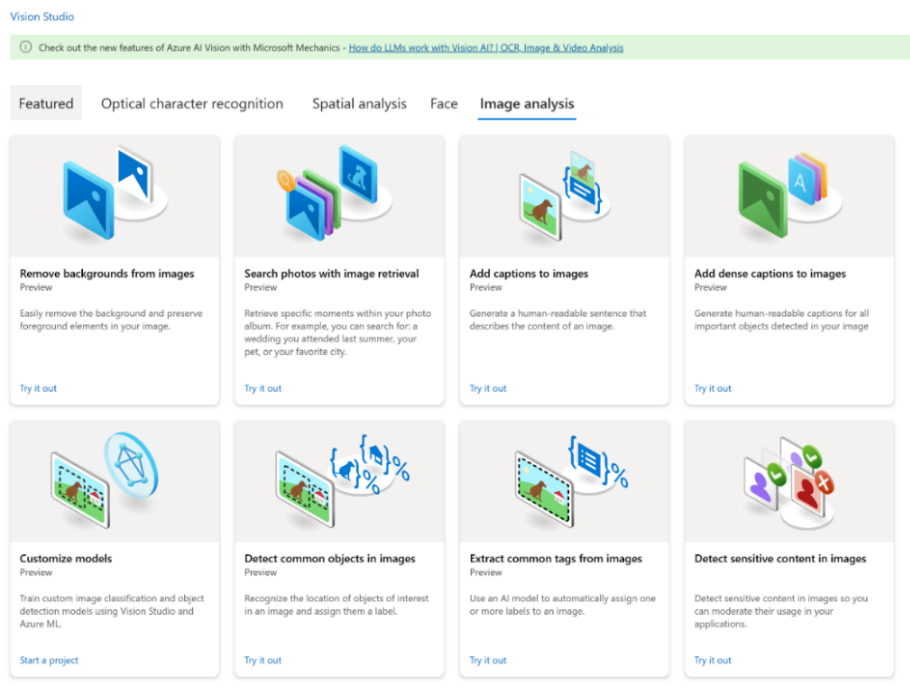 Vision Studio
Check out the new features of Azure AI Vision with Microsoft Mechanics - How do LLMs work with Vision AI? | OCR, Image & Video Analysis
Featured
Optical character recognition
Spatial analysis
Face
Image analysis
Remove backgrounds from images
Preview
Easily remove the background and preserve
foreground elements in your image.
Try it out
Search photos with image retrieval
Preview
Retrieve specific moments within your photo
album. For example, you can search for: a
wedding you attended last summer, your
pet, or your favorite city.
Try it out
Add captions to images
Preview
Generate a human-readable sentence that
describes the content of an image.
Try it out
A
Add dense captions to images
Preview
Generate human-readable captions for all
important objects detected in your image
Try it out
Customize models
Preview
Train custom image classification and object
detection models using Vision Studio and
Azure ML.
Start a project
{ } { } % %
Detect common objects in images
Preview
Recognize the location of objects of interest
in an image and assign them a label.
Try it out
{ } %
Extract common tags from images
Preview
Use an AI model to automatically assign one
or more labels to an image.
Try it out
Detect sensitive content in images
Detect sensitive content in images so you
can moderate their usage in your
applications.
Try it out